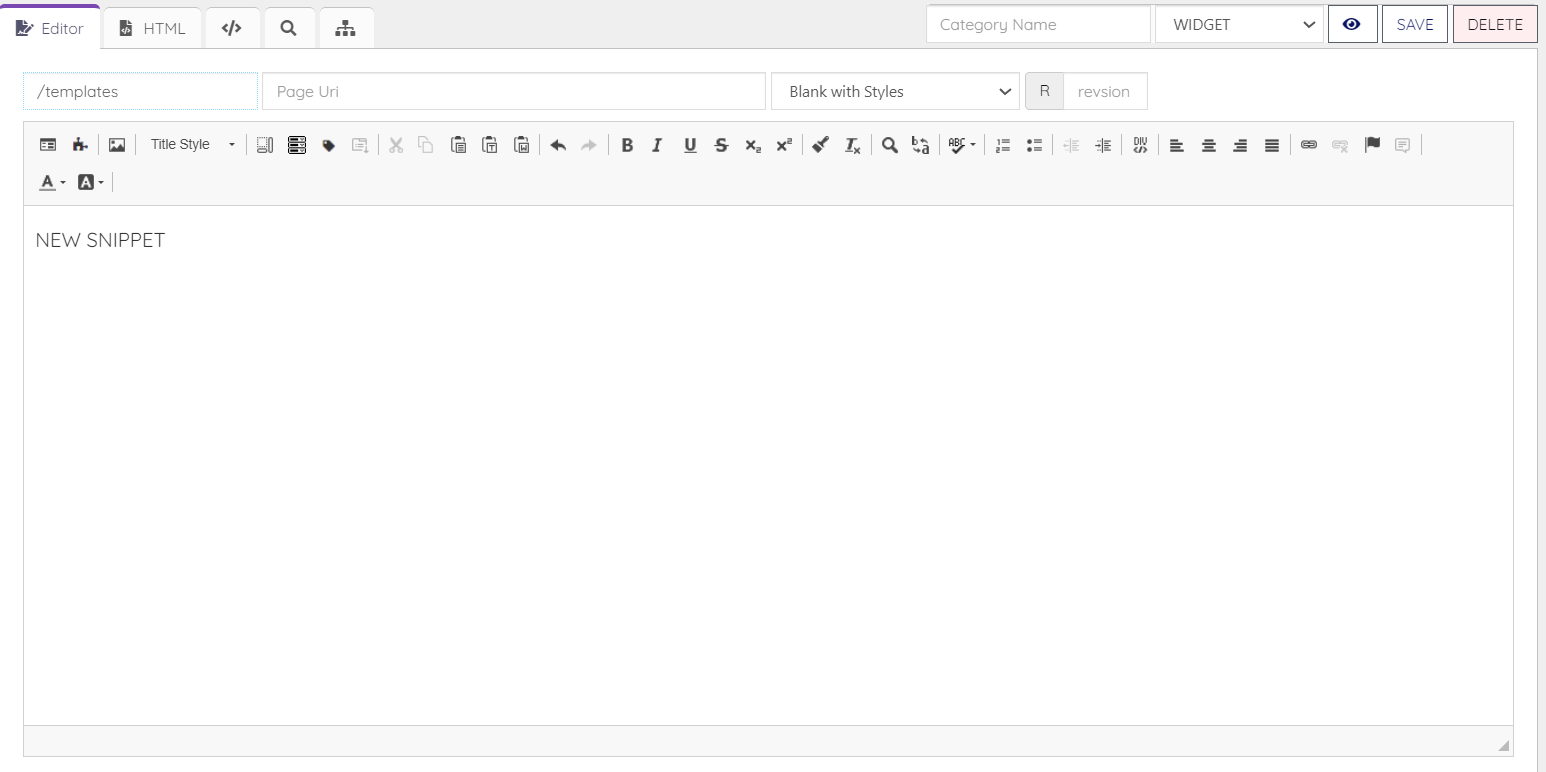 Editor HTML Category Name WIDGET SAVE DELETE
/templates Page Uri Blank with Styles R revsion
Title Style
NEW SNIPPET